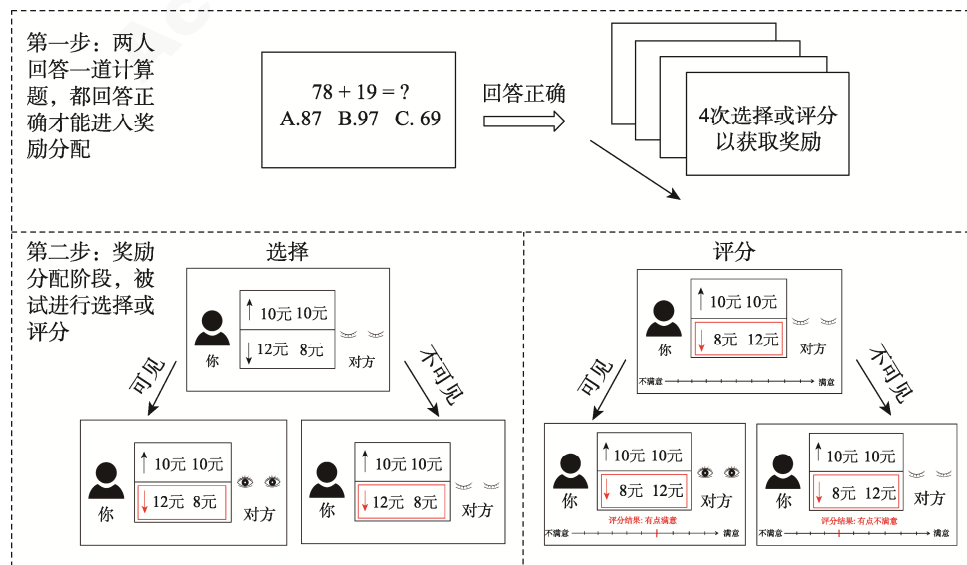 第一步：两人
回答一道计算
题，都回答正
确才能进入奖
励分配
78 + 19 = ?
A.87 B.97 C. 69
回答正确
4次选择或评分
以获取奖励
第二步：奖励
分配阶段，被
试进行选择或
评分
选择
10元 10元
12元 8元
你
对方
可见
不可见
10元 10元
12元 8元
你
对方
10元 10元
12元 8元
你
对方
评分
10元 10元
8元 12元
你
对方
不满意
满意
可见
不可见
10元 10元
8元 12元
你
对方
评分结果: 有点满意
不满意
满意
10元 10元
8元 12元
你
对方
评分结果: 有点不满意
不满意
满意